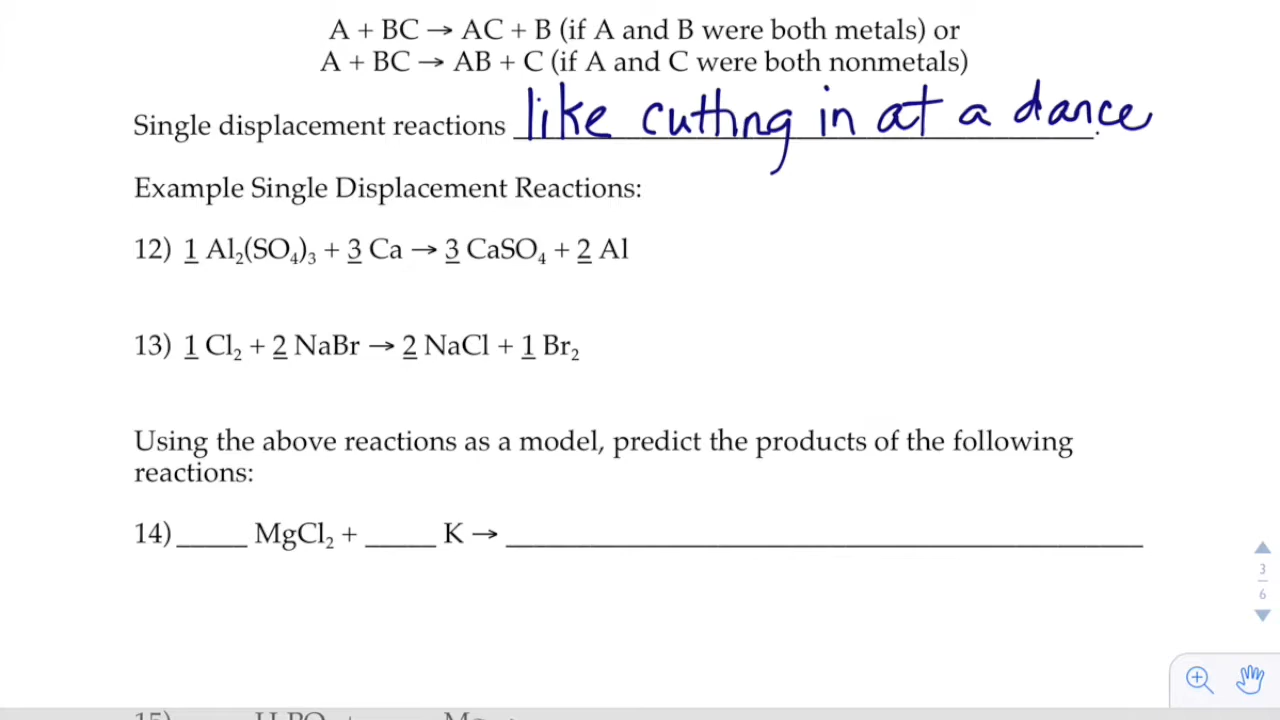 A + BC → AC + B (if A and B were both metals) or
A + BC → AB + C (if A and C were both nonmetals)
Single displacement reactions like cutting in at a dance.
Example Single Displacement Reactions:
12) 1 Al₂(SO₄)₃ + 3 Ca → 3 CaSO₄ + 2 Al
13) 1 Cl₂ + 2 NaBr → 2 NaCl + 1 Br₂
Using the above reactions as a model, predict the products of the following
reactions:
14)_____ MgCl₂ + _____ K → _____
3
6